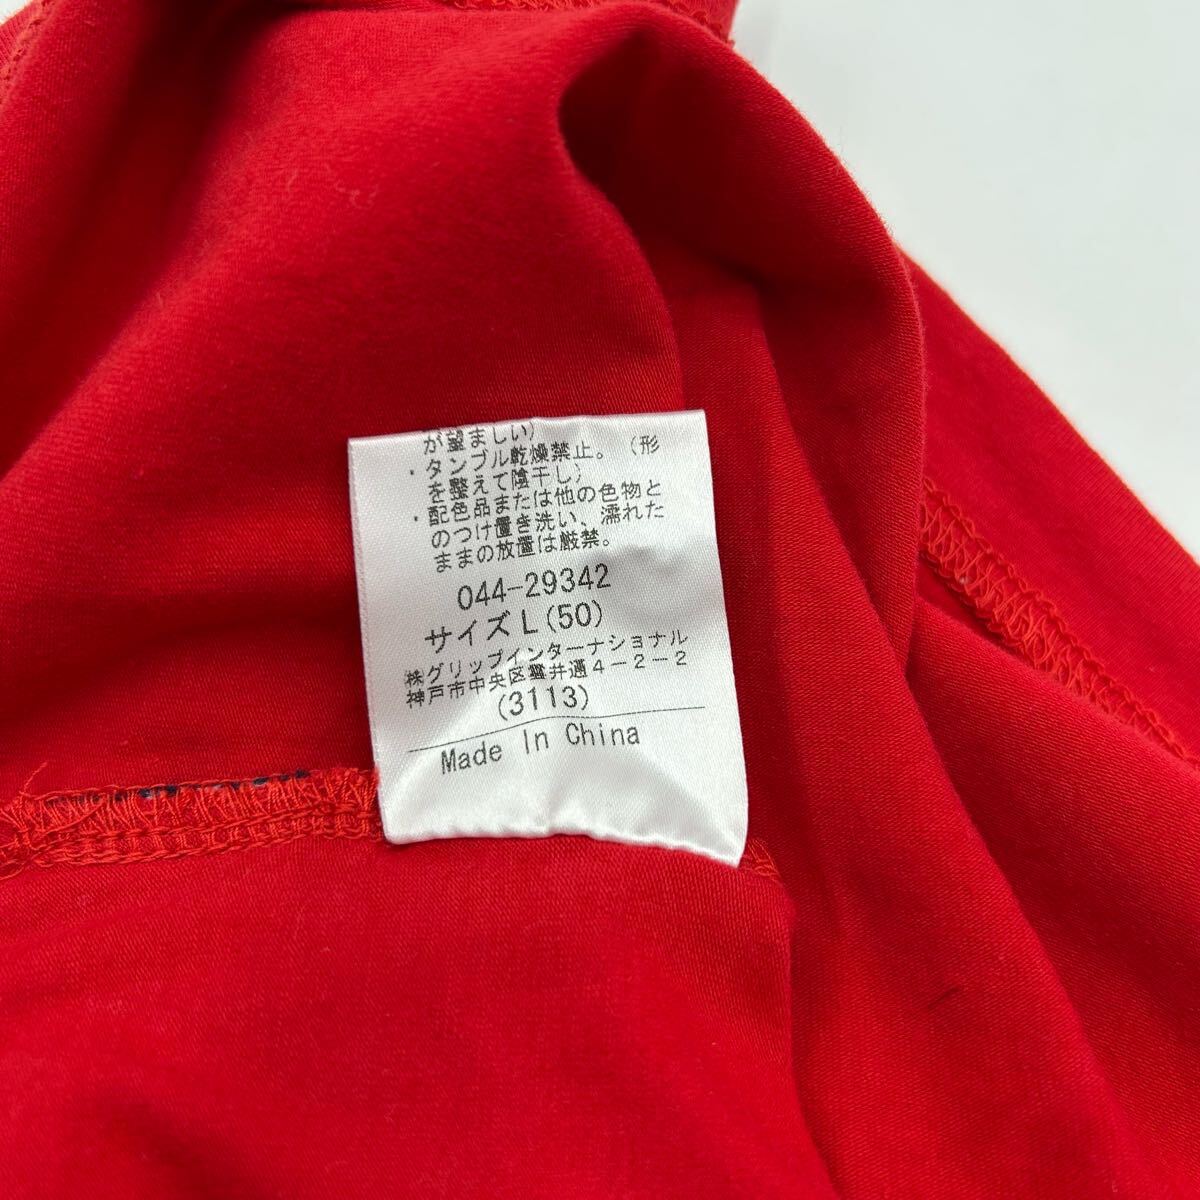 が望ましい)
・タンブル乾燥禁止。(形
を整えて陰干し)
・配色品または他の色物と
のつけ置き洗い、濡れた
ままの放置は厳禁。
044-29342
サイズL(50)
㈱グリップインターナショナル
神戸市中央区雲井通4-2-2
(3113)
Made In China